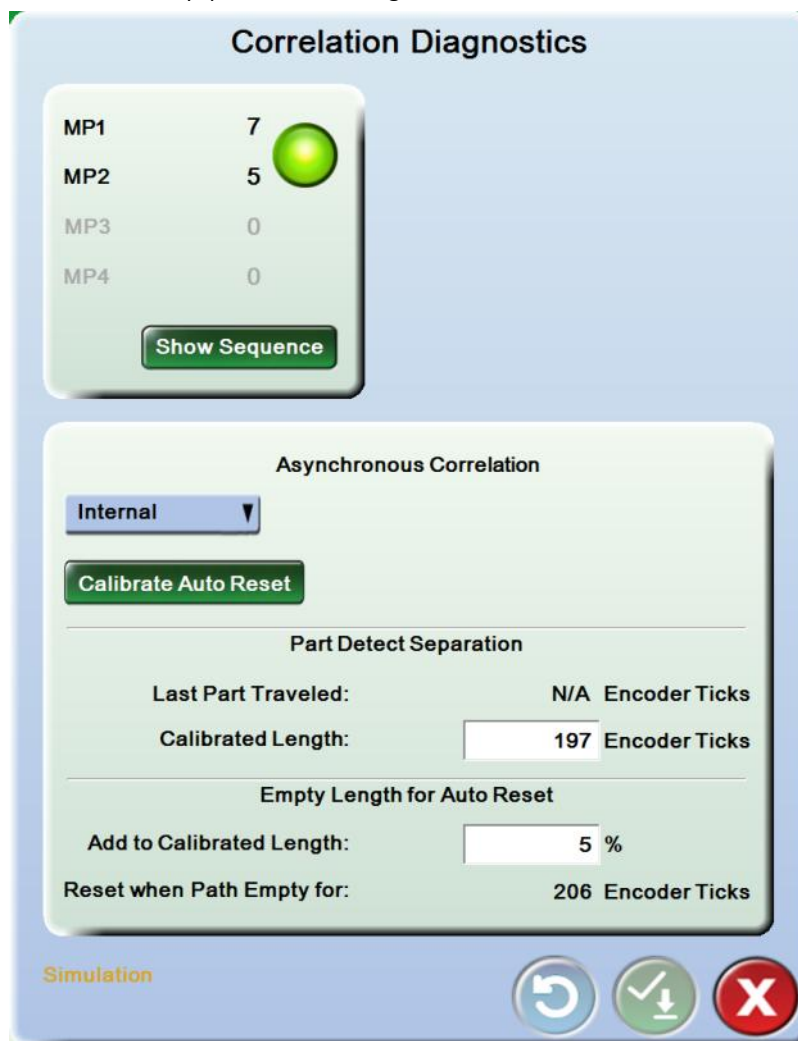 Correlation Diagnostics
MP1 7
MP2 5
MP3 0
MP4 0
Show Sequence
Asynchronous Correlation
Internal
Calibrate Auto Reset
Part Detect Separation
Last Part Traveled: N/A Encoder Ticks
Calibrated Length: 197 Encoder Ticks
Empty Length for Auto Reset
Add to Calibrated Length: 5 %
Reset when Path Empty for: 206 Encoder Ticks
Simulation
X